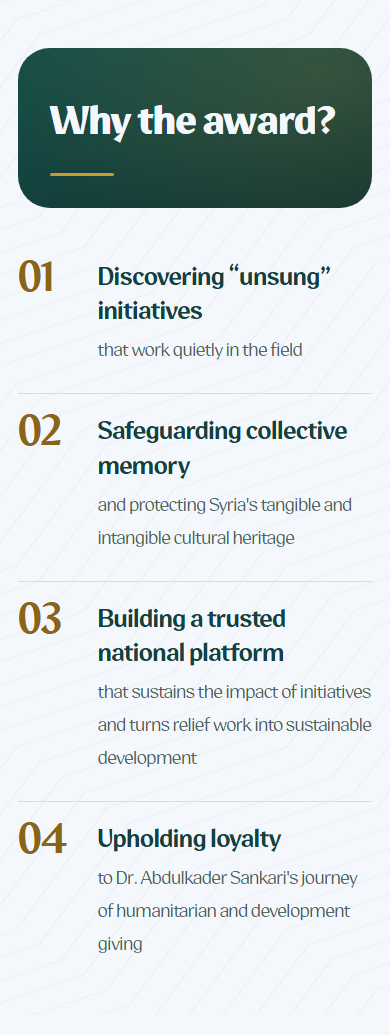 Why the award?
01
Discovering “unsung”
initiatives
that work quietly in the field
02
Safeguarding collective
memory
and protecting Syria's tangible and
intangible cultural heritage
03
Building a trusted
national platform
that sustains the impact of initiatives
and turns relief work into sustainable
development
04
Upholding loyalty
to Dr. Abdulkader Sankari's journey
of humanitarian and development
giving